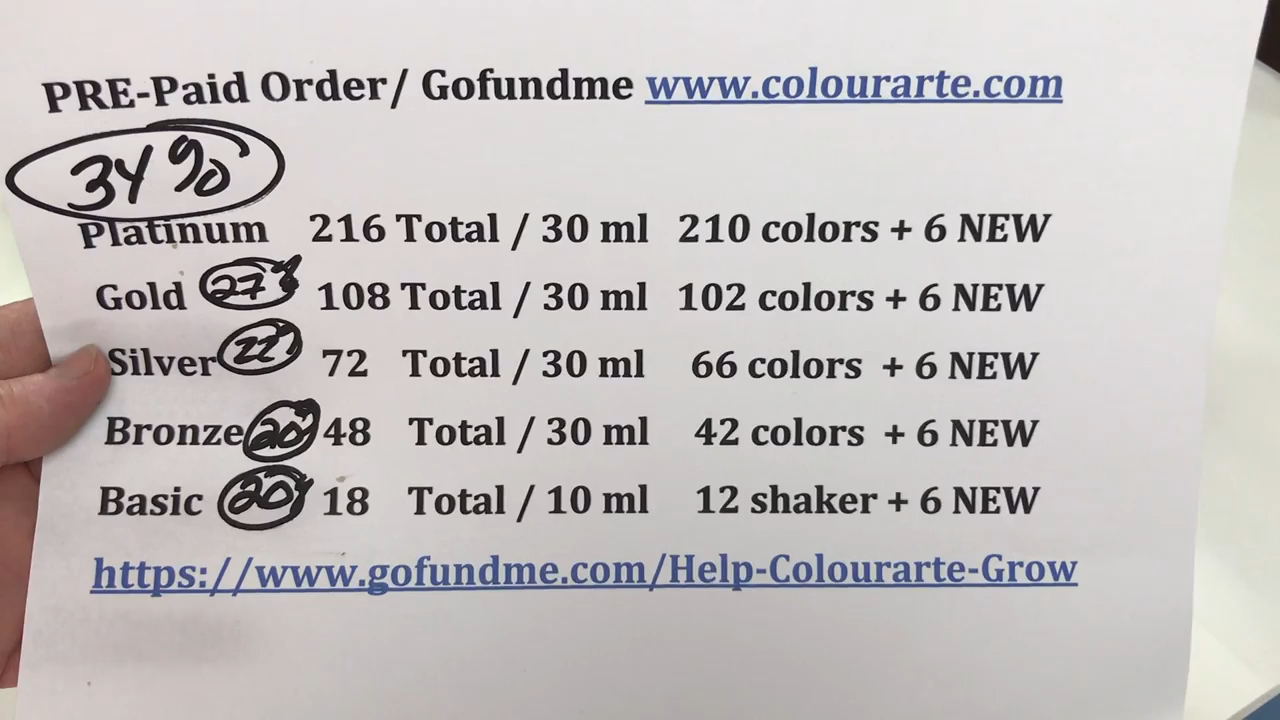 PRE-Paid Order/ Gofundme www.colourarte.com
34%
Platinum 216 Total / 30 ml 210 colors + 6 NEW
Gold 27% 108 Total / 30 ml 102 colors + 6 NEW
Silver 22% 72 Total / 30 ml 66 colors + 6 NEW
Bronze 20% 48 Total / 30 ml 42 colors + 6 NEW
Basic 20% 18 Total / 10 ml 12 shaker + 6 NEW
https://www.gofundme.com/Help-Colourarte-Grow